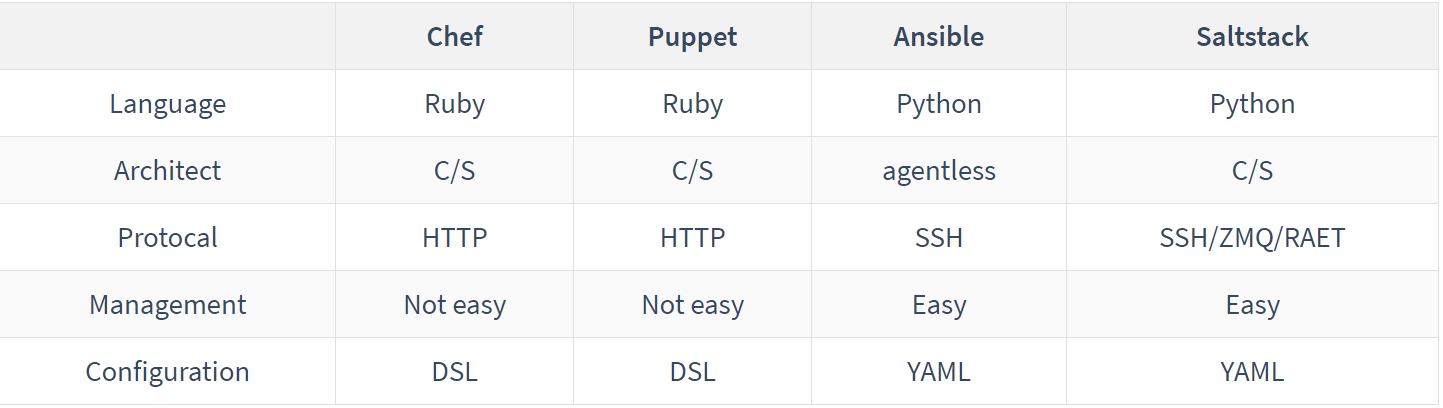 Chef Puppet Ansible Saltstack
Language Ruby Ruby Python Python
Architect C/S C/S agentless C/S
Protocal HTTP HTTP SSH SSH/ZMQ/RAET
Management Not easy Not easy Easy Easy
Configuration DSL DSL YAML YAML